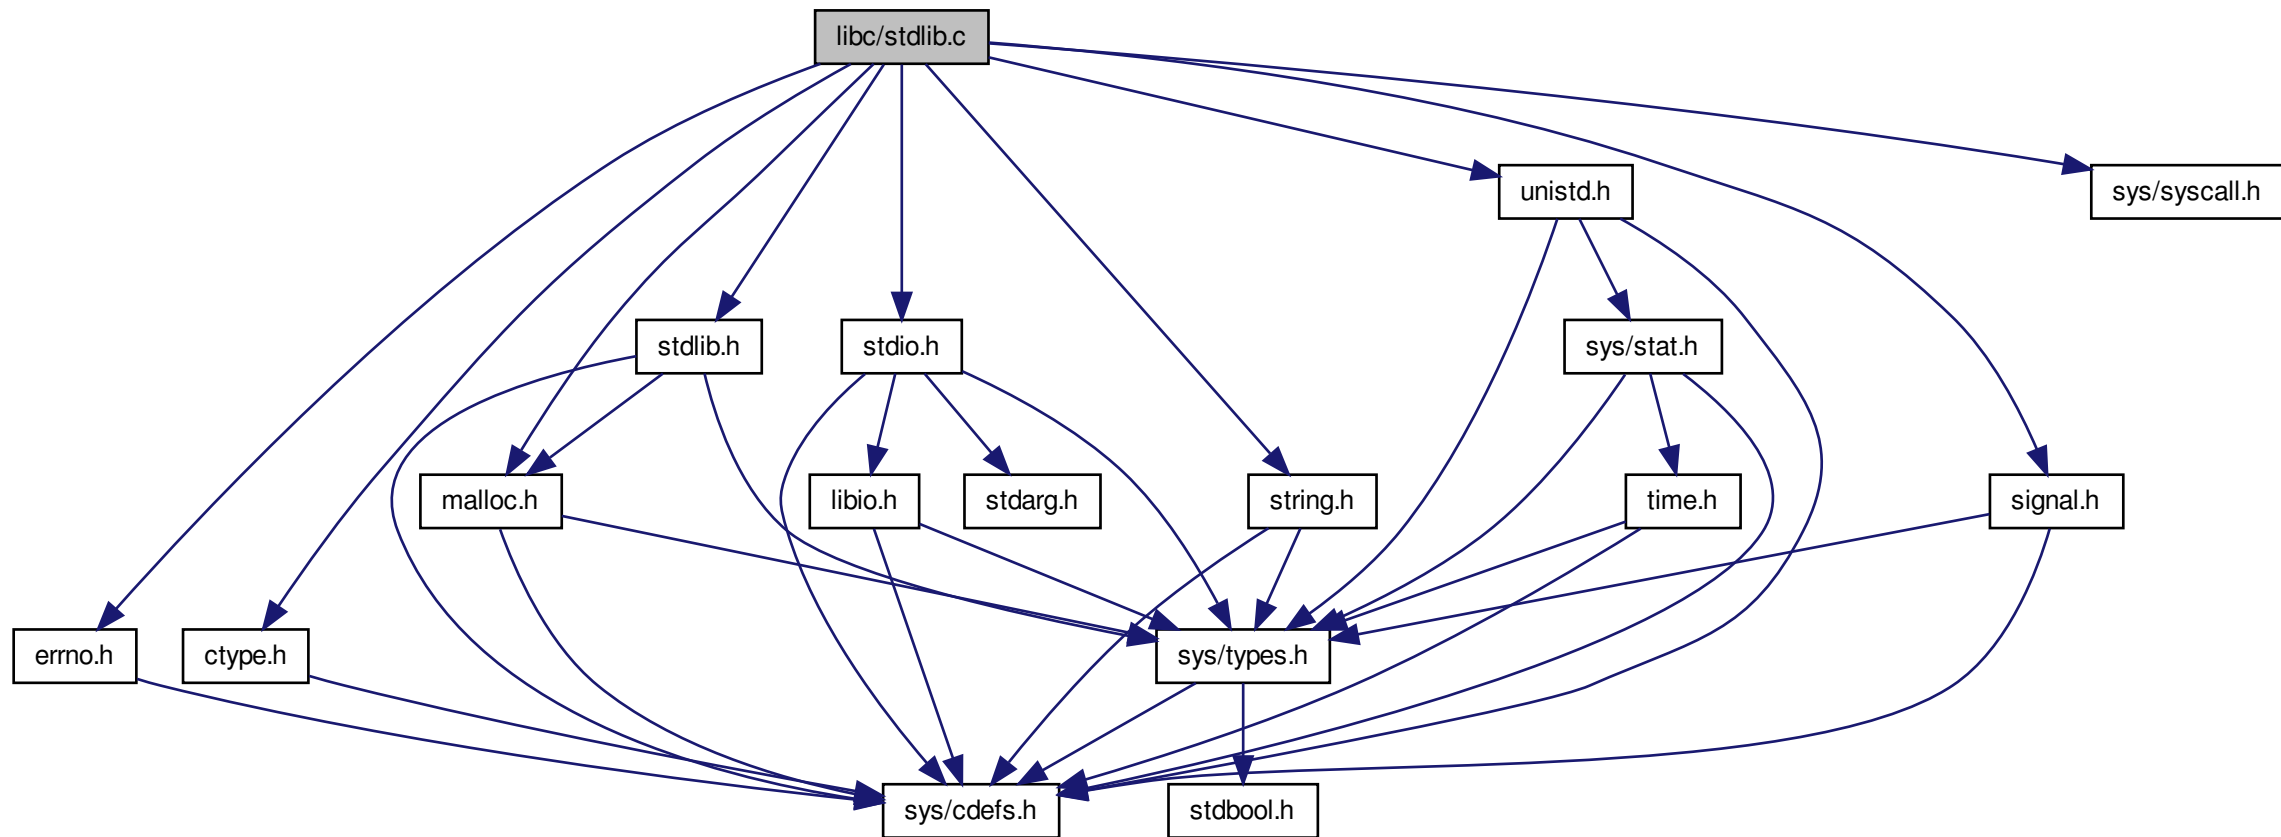 libc/stdlib.c
unistd.h
sys/syscall.h
stdlib.h
stdio.h
sys/stat.h
malloc.h
libio.h
stdarg.h
string.h
time.h
signal.h
errno.h
ctype.h
sys/types.h
sys/cdefs.h
stdbool.h